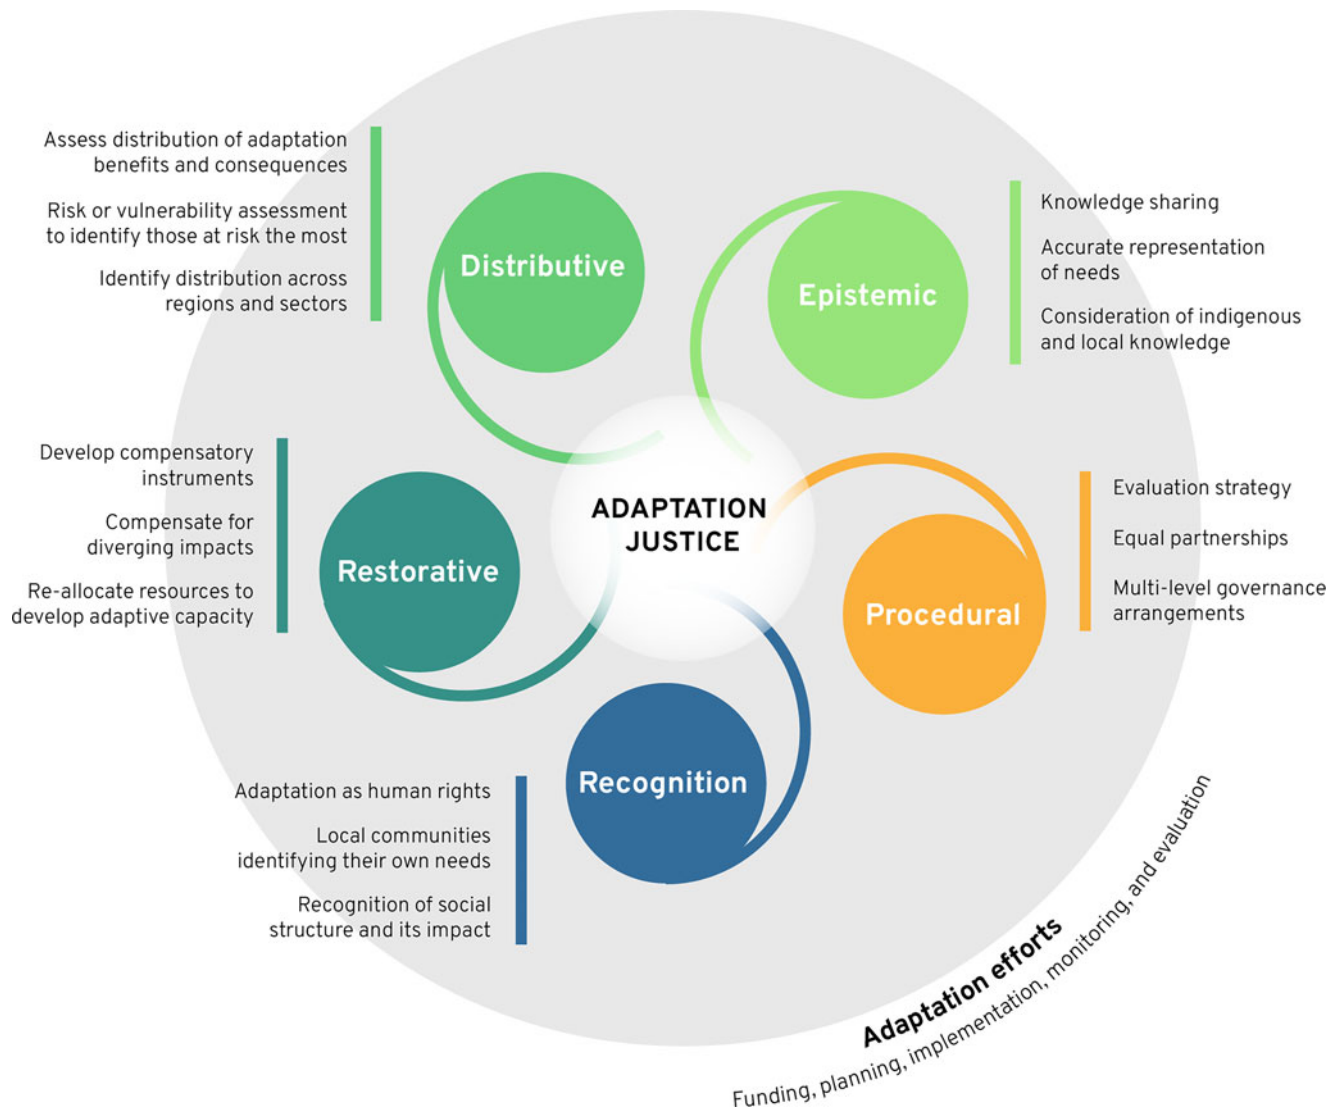 Assess distribution of adaptation
benefits and consequences
Risk or vulnerability assessment
to identify those at risk the most
Identify distribution across
regions and sectors
Distributive
Epistemic
Knowledge sharing
Accurate representation
of needs
Consideration of indigenous
and local knowledge
Develop compensatory
instruments
Compensate for
diverging impacts
Re-allocate resources to
develop adaptive capacity
Restorative
ADAPTATION
JUSTICE
Procedural
Evaluation strategy
Equal partnerships
Multi-level governance
arrangements
Adaptation as human rights
Local communities
identifying their own needs
Recognition of social
structure and its impact
Recognition
Adaptation efforts
Funding, planning, implementation, monitoring, and evaluation